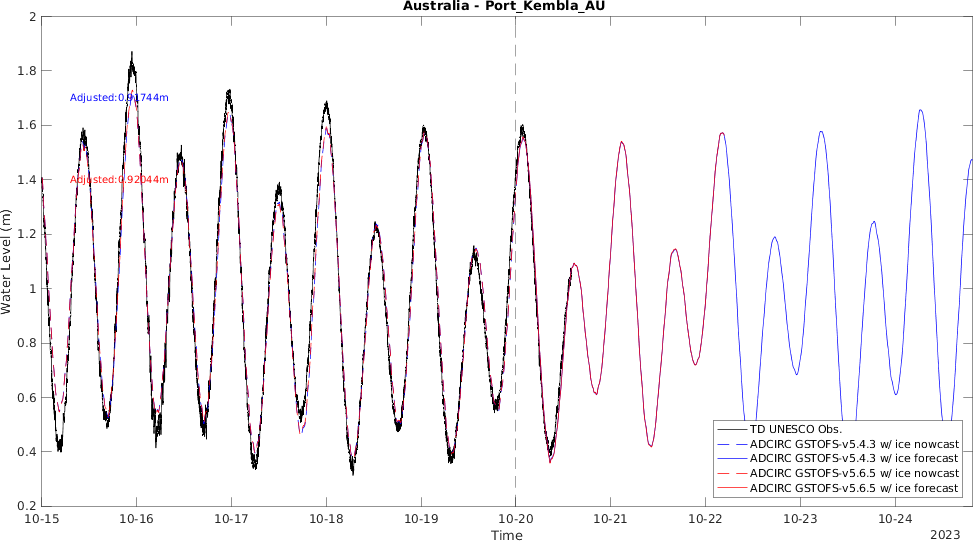 Australia - Port_Kembla_AU
2
1.8
1.6
1.4
1.2
1
0.8
0.6
0.4
0.2
Water Level (m)
Adjusted:0.91744m
Adjusted:0.92044m
TD UNESCO Obs.
ADCIRC GSTOFS-v5.4.3 w/ ice nowcast
ADCIRC GSTOFS-v5.4.3 w/ ice forecast
ADCIRC GSTOFS-v5.6.5 w/ ice nowcast
ADCIRC GSTOFS-v5.6.5 w/ ice forecast
10-15 10-16 10-17 10-18 10-19 10-20 10-21 10-22 10-23 10-24
Time
2023